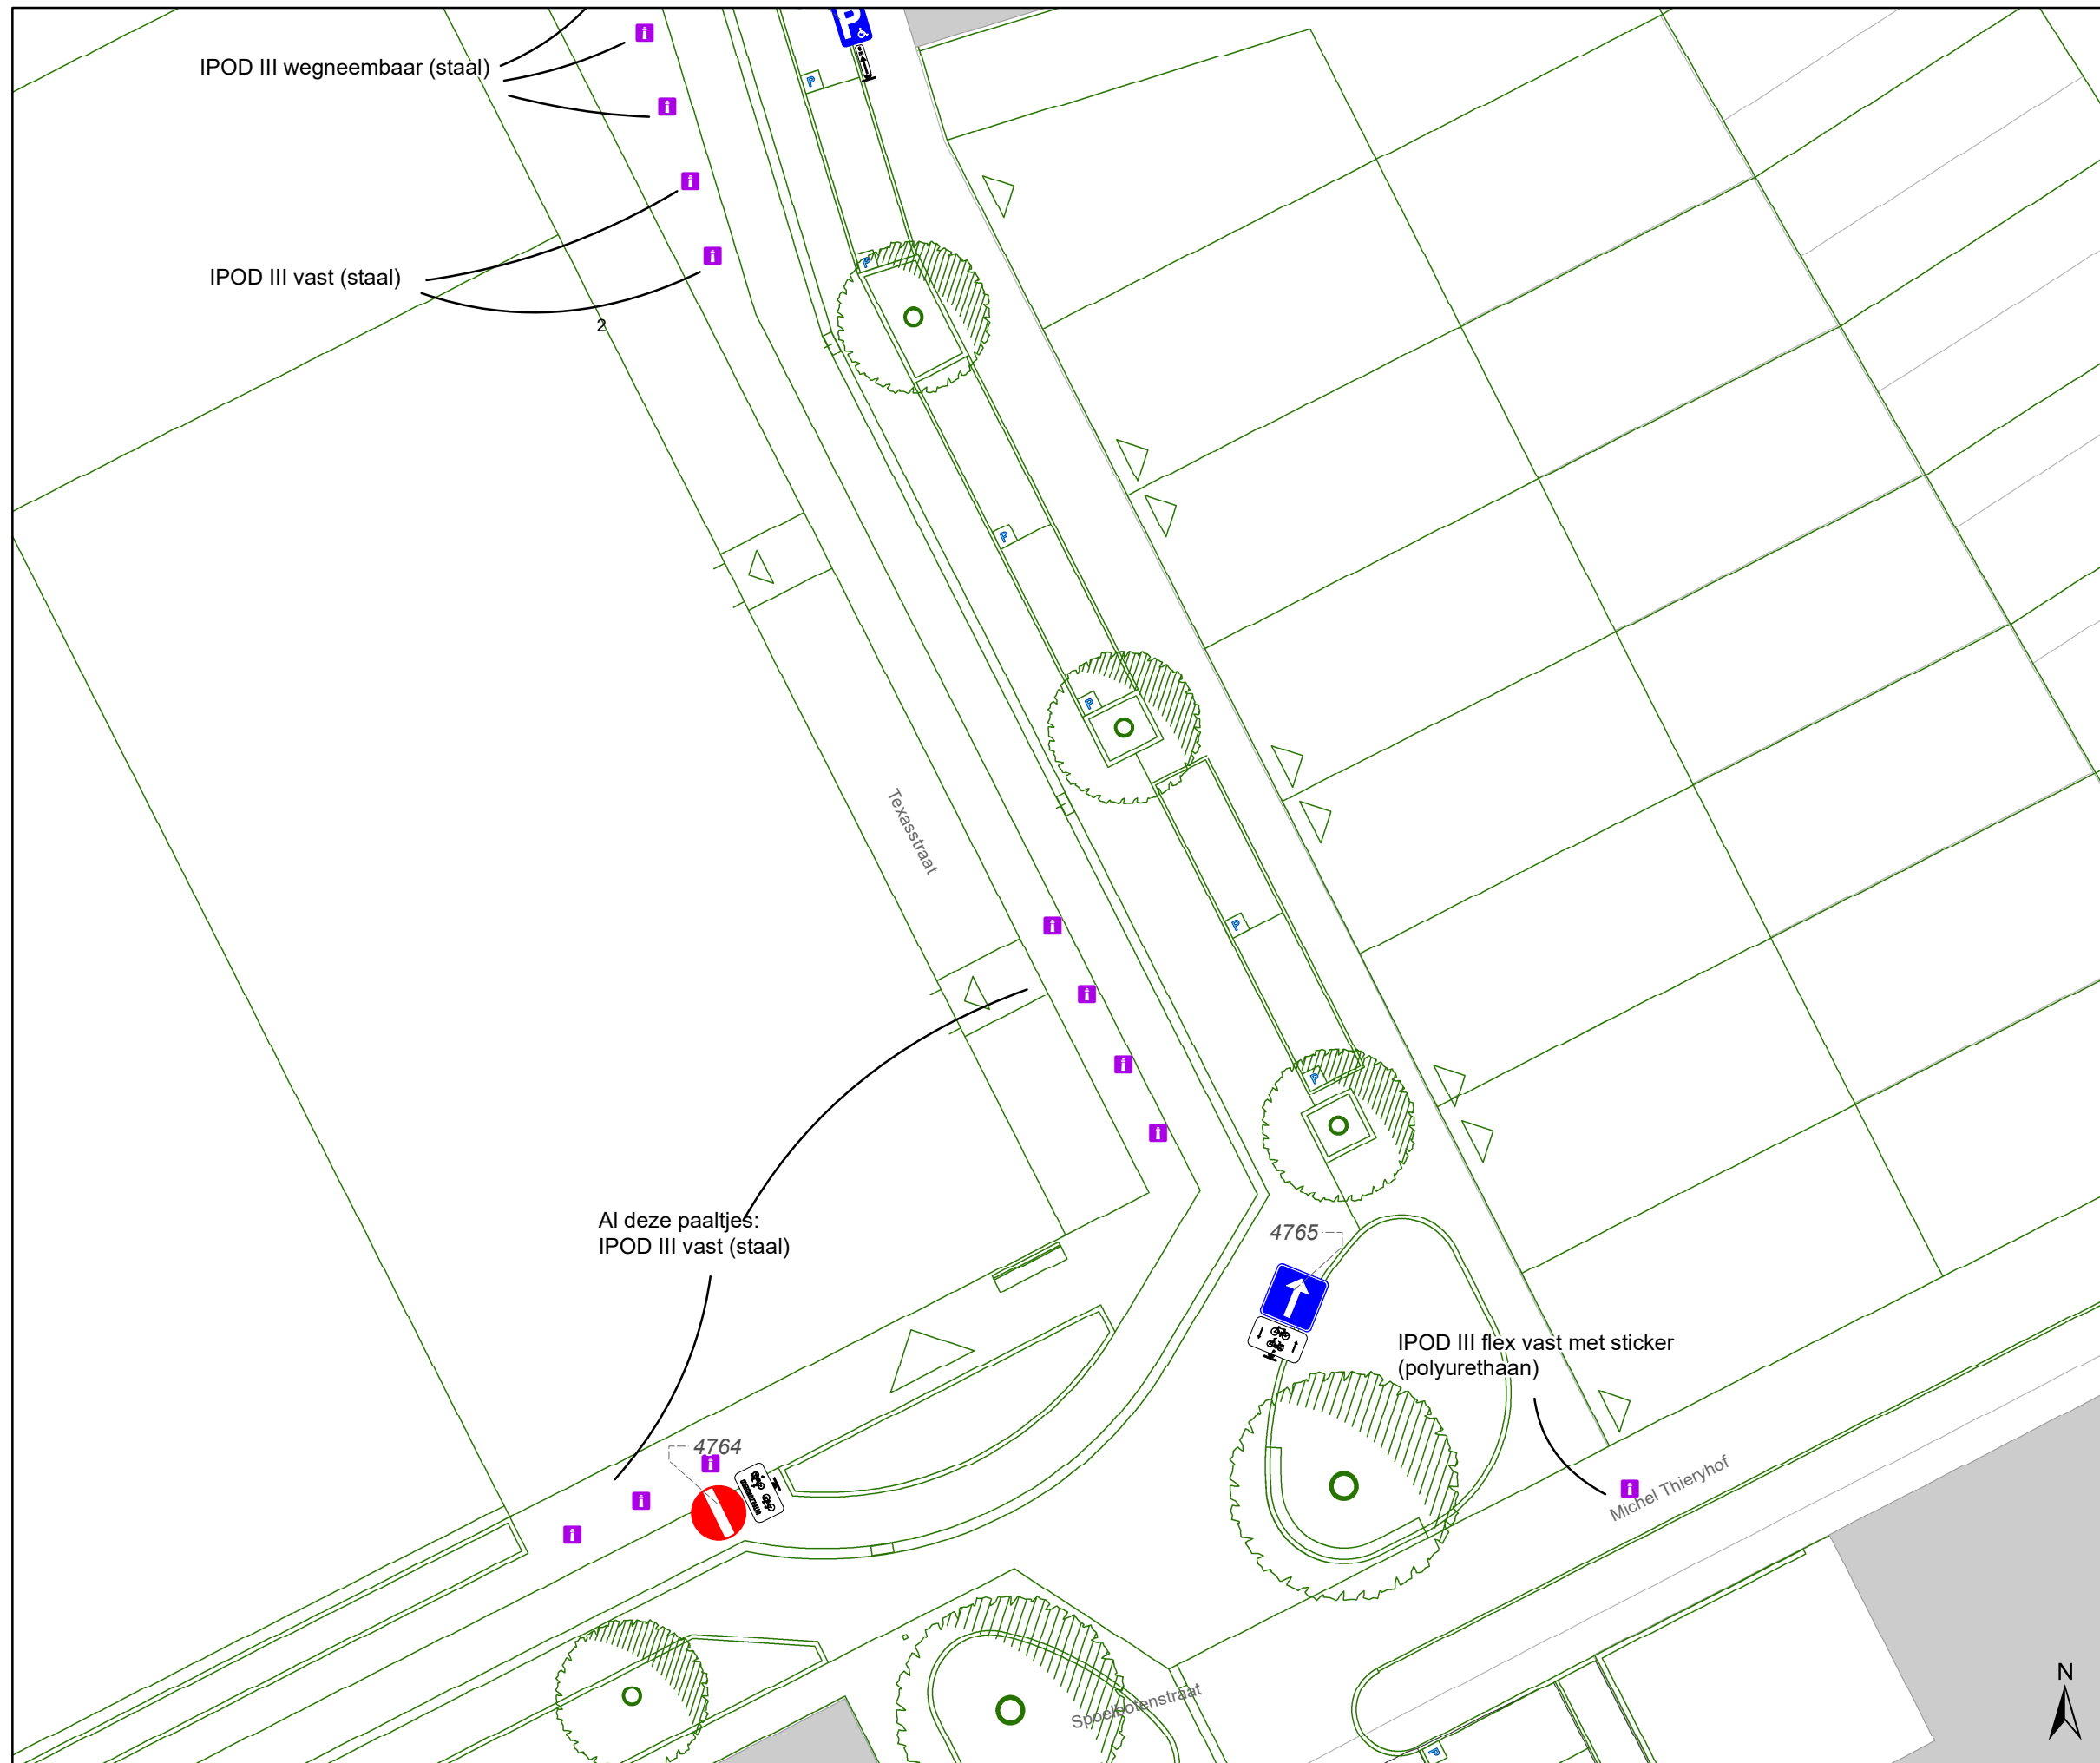 P
IPOD III wegneembaar (staal)
P
IPOD III vast (staal)
P
2
P
P
Texasstraat
P
P
Al deze paaltjes:
IPOD III vast (staal)
4765
IPOD III flex vast met sticker
(polyurethaan)
4764
Michel Thieryhof
Spoelbotenstraat
N
P